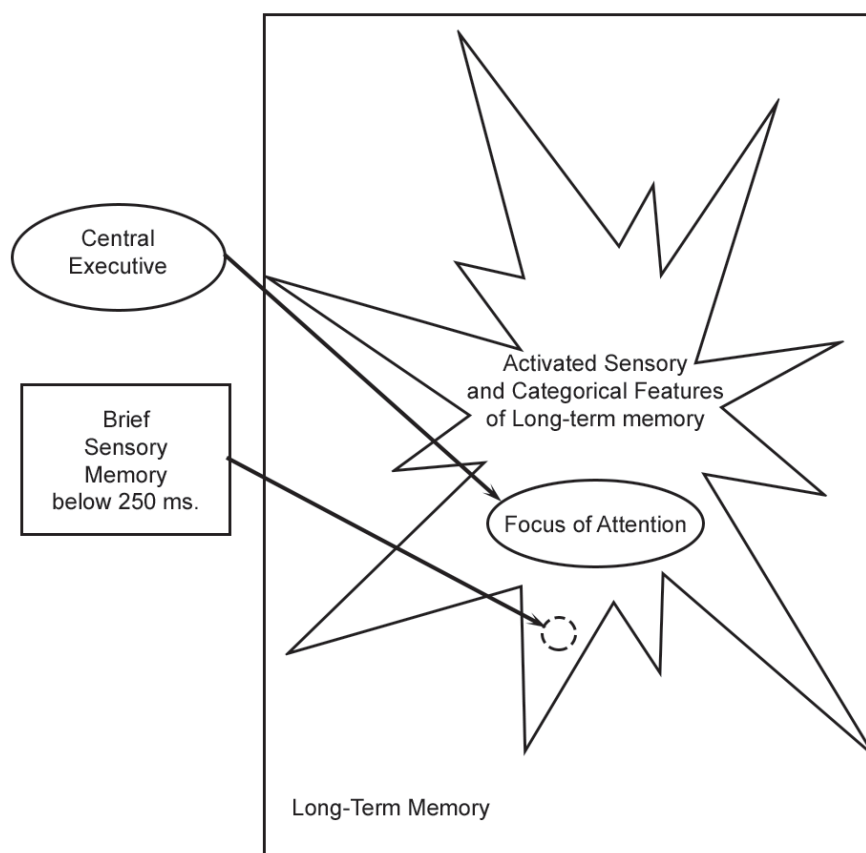 Central
Executive
Brief
Sensory
Memory
below 250 ms.
Activated Sensory
and Categorical Features
of Long-term memory
Focus of Attention
Long-Term Memory